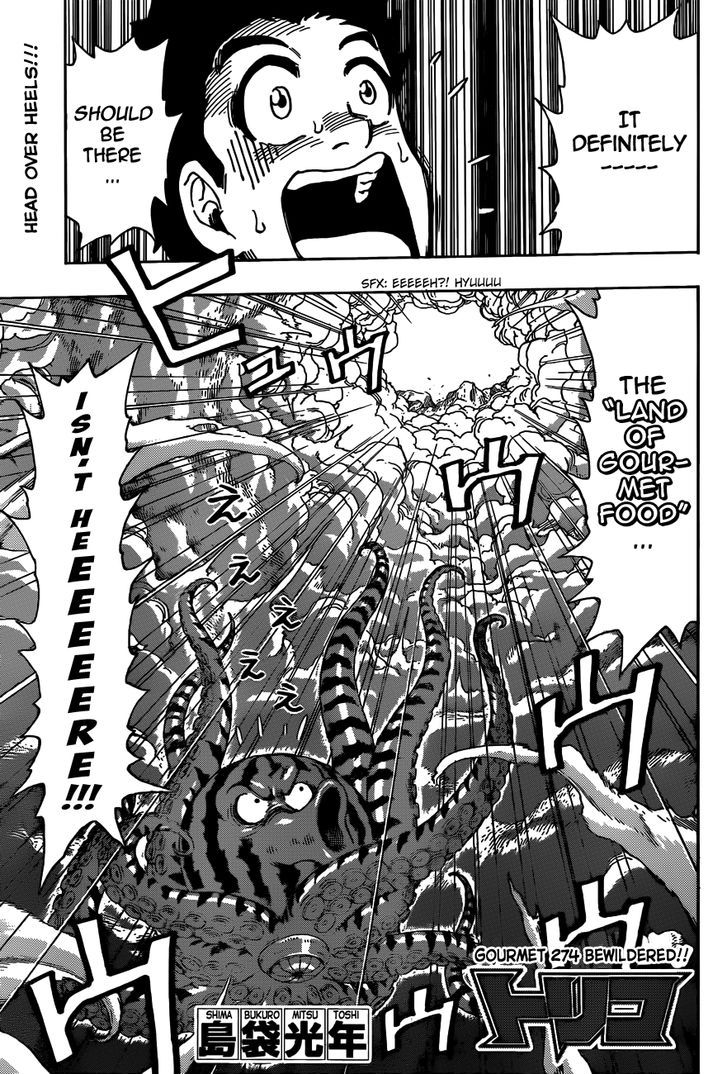 IT
DEFINITELY
-----
SHOULD
BE
THERE
...
HEAD OVER HEELS!!!
SFX: EEEEEH?! HYUUUU
THE
"LAND
OF
GOUR-
MET
FOOD"
...
ヒュウウウウウウ
ええええええ
ISN'T HEEEEEERE!!!
GOURMET 274 BEWILDERED!!
トリコ
SHIMA BUKURO MITSU TOSHI
島袋光年